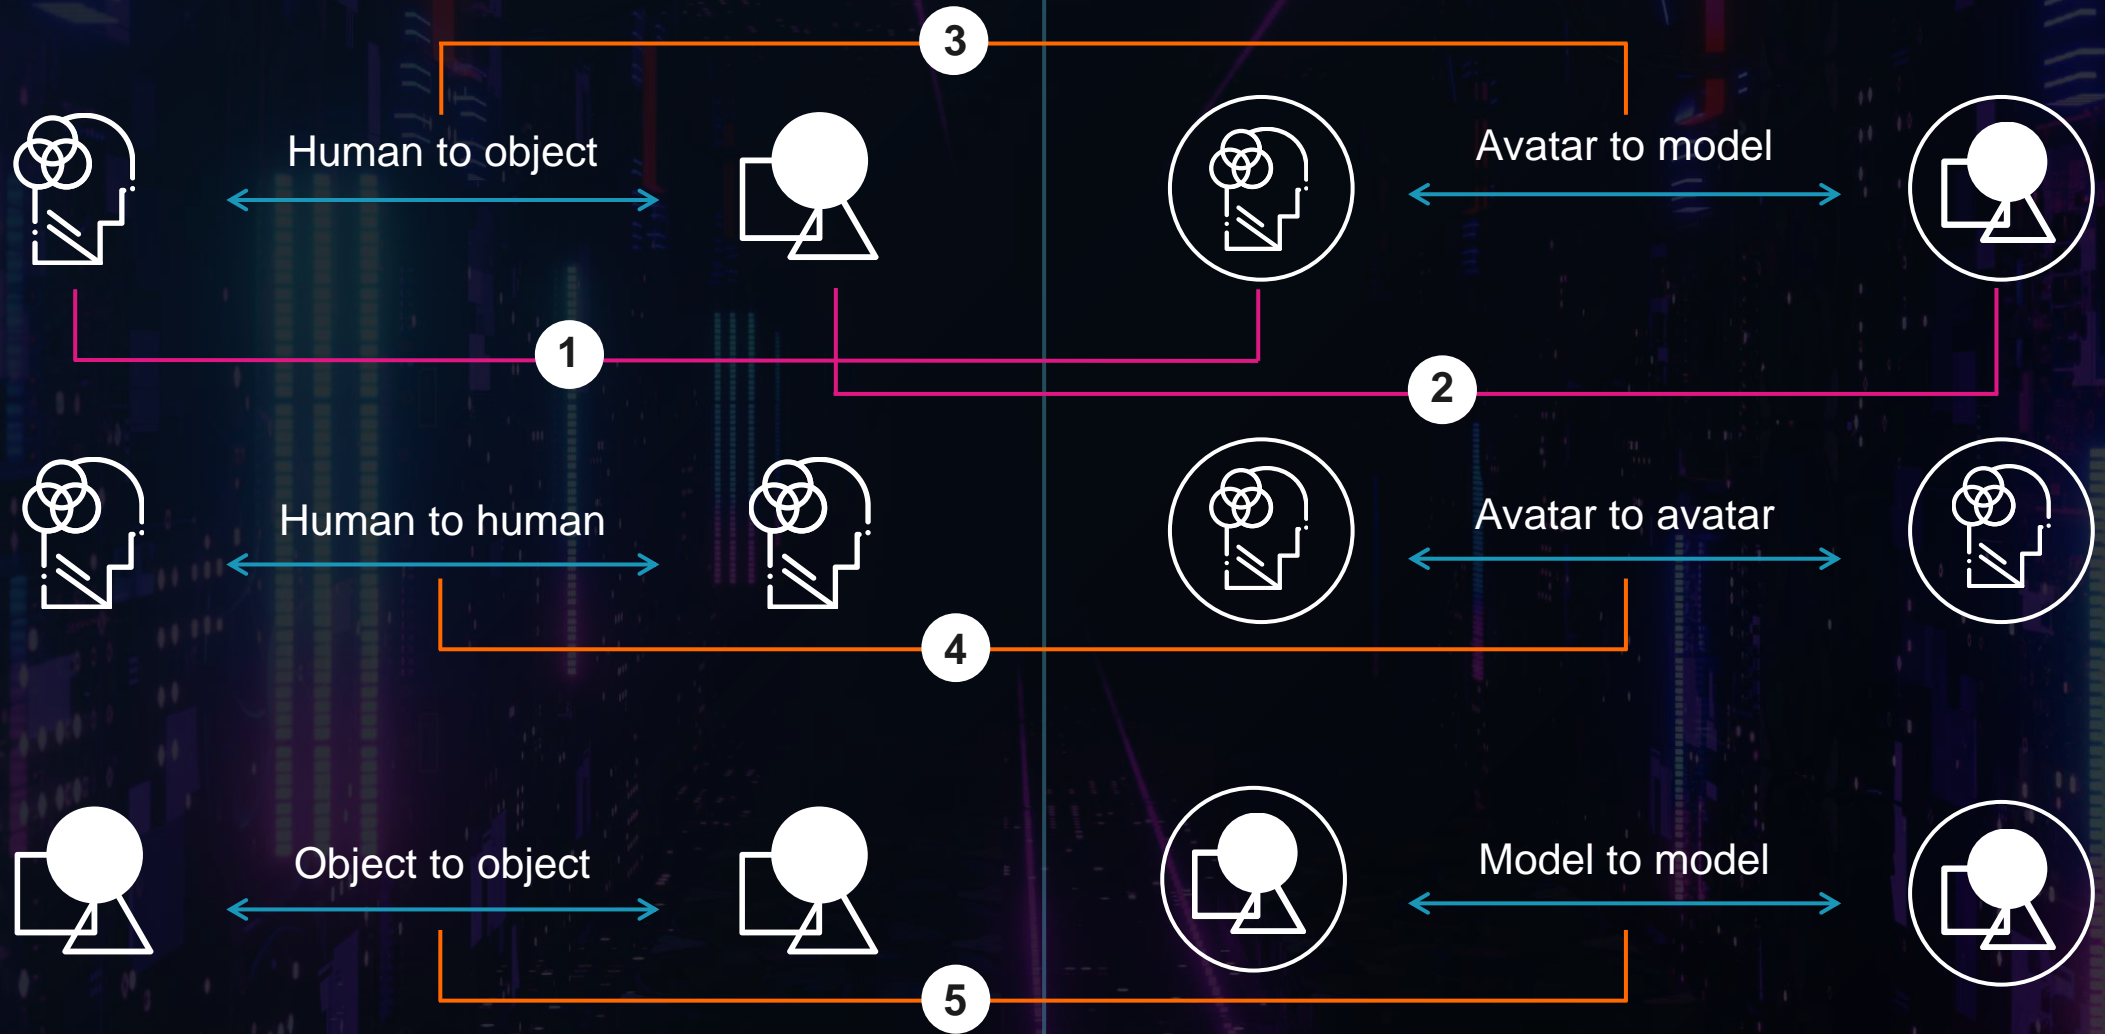 3
Human to object
Avatar to model
1
2
Human to human
Avatar to avatar
4
Object to object
Model to model
5